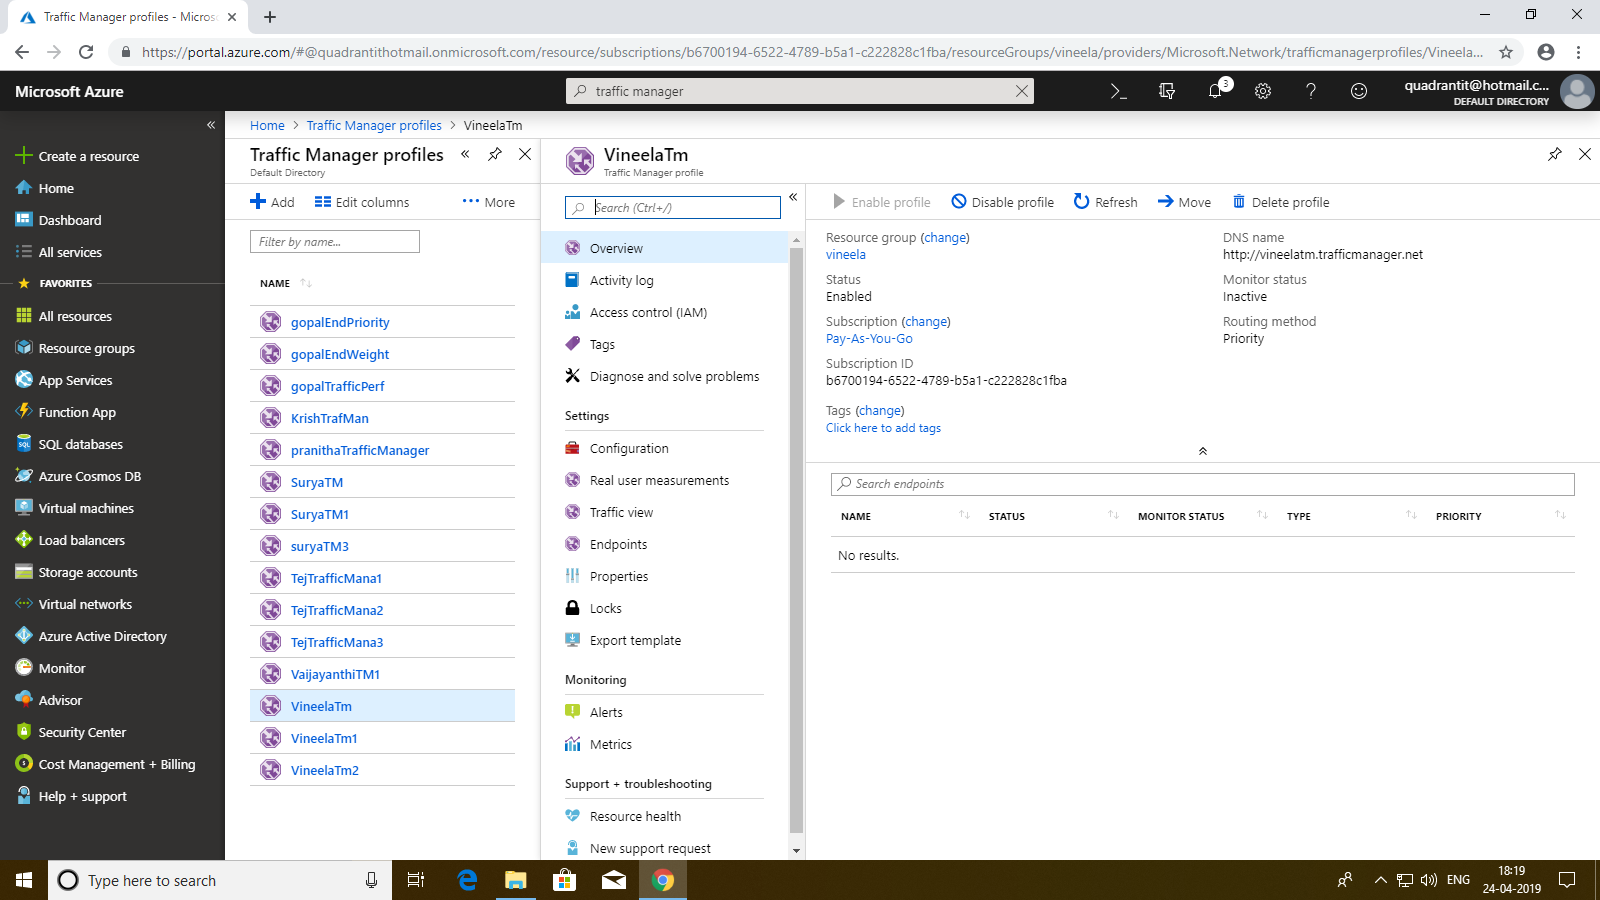 Traffic Manager profiles - Micros
https://portal.azure.com/#@quadrantithotmail.onmicrosoft.com/resource/subscriptions/b6700194-6522-4789-b5a1-c222828c1fba/resourceGroups/vineela/providers/Microsoft.Network/trafficmanagerprofiles/Vineela...
Microsoft Azure
traffic manager
3
quadrantit@hotmail.c...
DEFAULT DIRECTORY
Create a resource
Home
Dashboard
All services
FAVORITES
All resources
Resource groups
App Services
Function App
SQL databases
Azure Cosmos DB
Virtual machines
Load balancers
Storage accounts
Virtual networks
Azure Active Directory
Monitor
Advisor
Security Center
Cost Management + Billing
Help + support
Home > Traffic Manager profiles > VineelaTm
Traffic Manager profiles
Default Directory
Add Edit columns More
Filter by name...
NAME
gopalEndPriority
gopalEndWeight
gopalTrafficPerf
KrishTrafMan
pranithaTrafficManager
SuryaTM
SuryaTM1
suryaTM3
TejTrafficMana1
TejTrafficMana2
TejTrafficMana3
VaijayanthiTM1
VineelaTm
VineelaTm1
VineelaTm2
VineelaTm
Traffic Manager profile
Search (Ctrl+/)
Overview
Activity log
Access control (IAM)
Tags
Diagnose and solve problems
Settings
Configuration
Real user measurements
Traffic view
Endpoints
Properties
Locks
Export template
Monitoring
Alerts
Metrics
Support + troubleshooting
Resource health
New support request
Enable profile Disable profile Refresh Move Delete profile
Resource group (change)
vineela
Status
Enabled
Subscription (change)
Pay-As-You-Go
Subscription ID
b6700194-6522-4789-b5a1-c222828c1fba
Tags (change)
Click here to add tags
DNS name
http://vineelatm.trafficmanager.net
Monitor status
Inactive
Routing method
Priority
Search endpoints
NAME STATUS MONITOR STATUS TYPE PRIORITY
No results.
Type here to search
ENG
18:19
24-04-2019